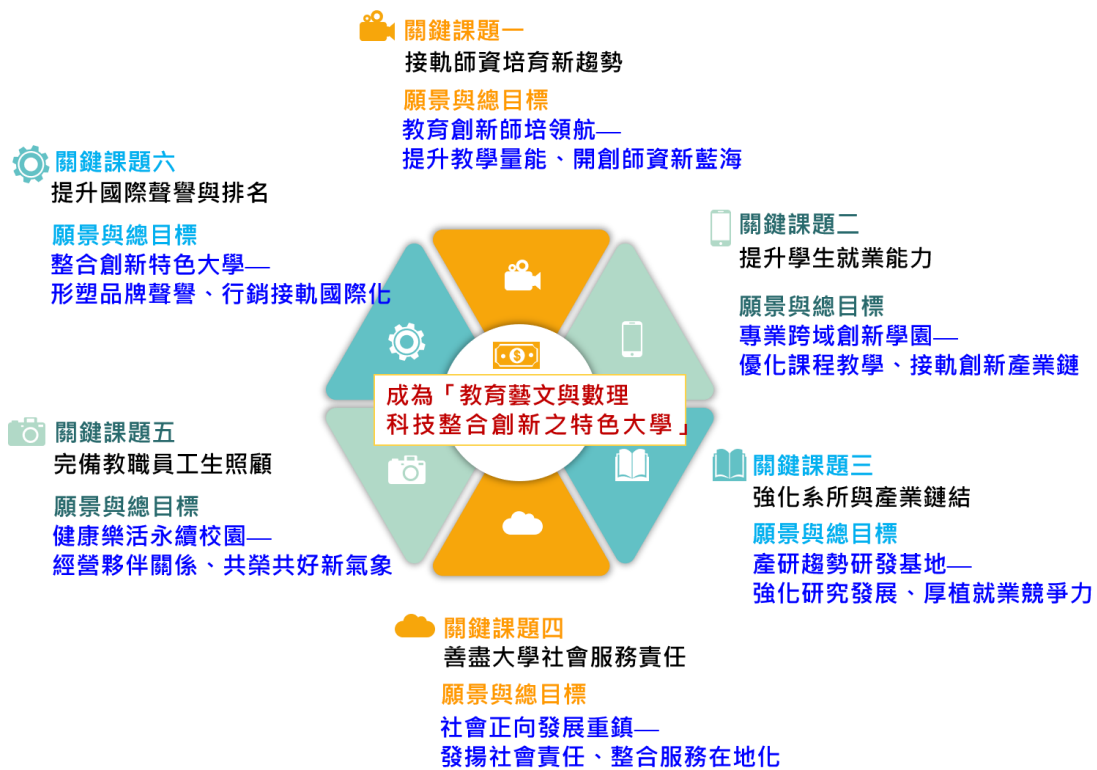 關鍵課題一
接軌師資培育新趨勢
願景與總目標
教育創新師培領航—
提升教學量能、開創師資新藍海
關鍵課題二
提升學生就業能力
願景與總目標
專業跨域創新學園—
優化課程教學、接軌創新產業鏈
關鍵課題三
強化系所與產業鏈結
願景與總目標
產研趨勢研發基地—
強化研究發展、厚植就業競爭力
關鍵課題四
善盡大學社會服務責任
願景與總目標
社會正向發展重鎮—
發揚社會責任、整合服務在地化
關鍵課題五
完備教職員工生照顧
願景與總目標
健康樂活永續校園—
經營夥伴關係、共榮共好新氣象
關鍵課題六
提升國際聲譽與排名
願景與總目標
整合創新特色大學—
形塑品牌聲譽、行銷接軌國際化
$
成為「教育藝文與數理
科技整合創新之特色大學」